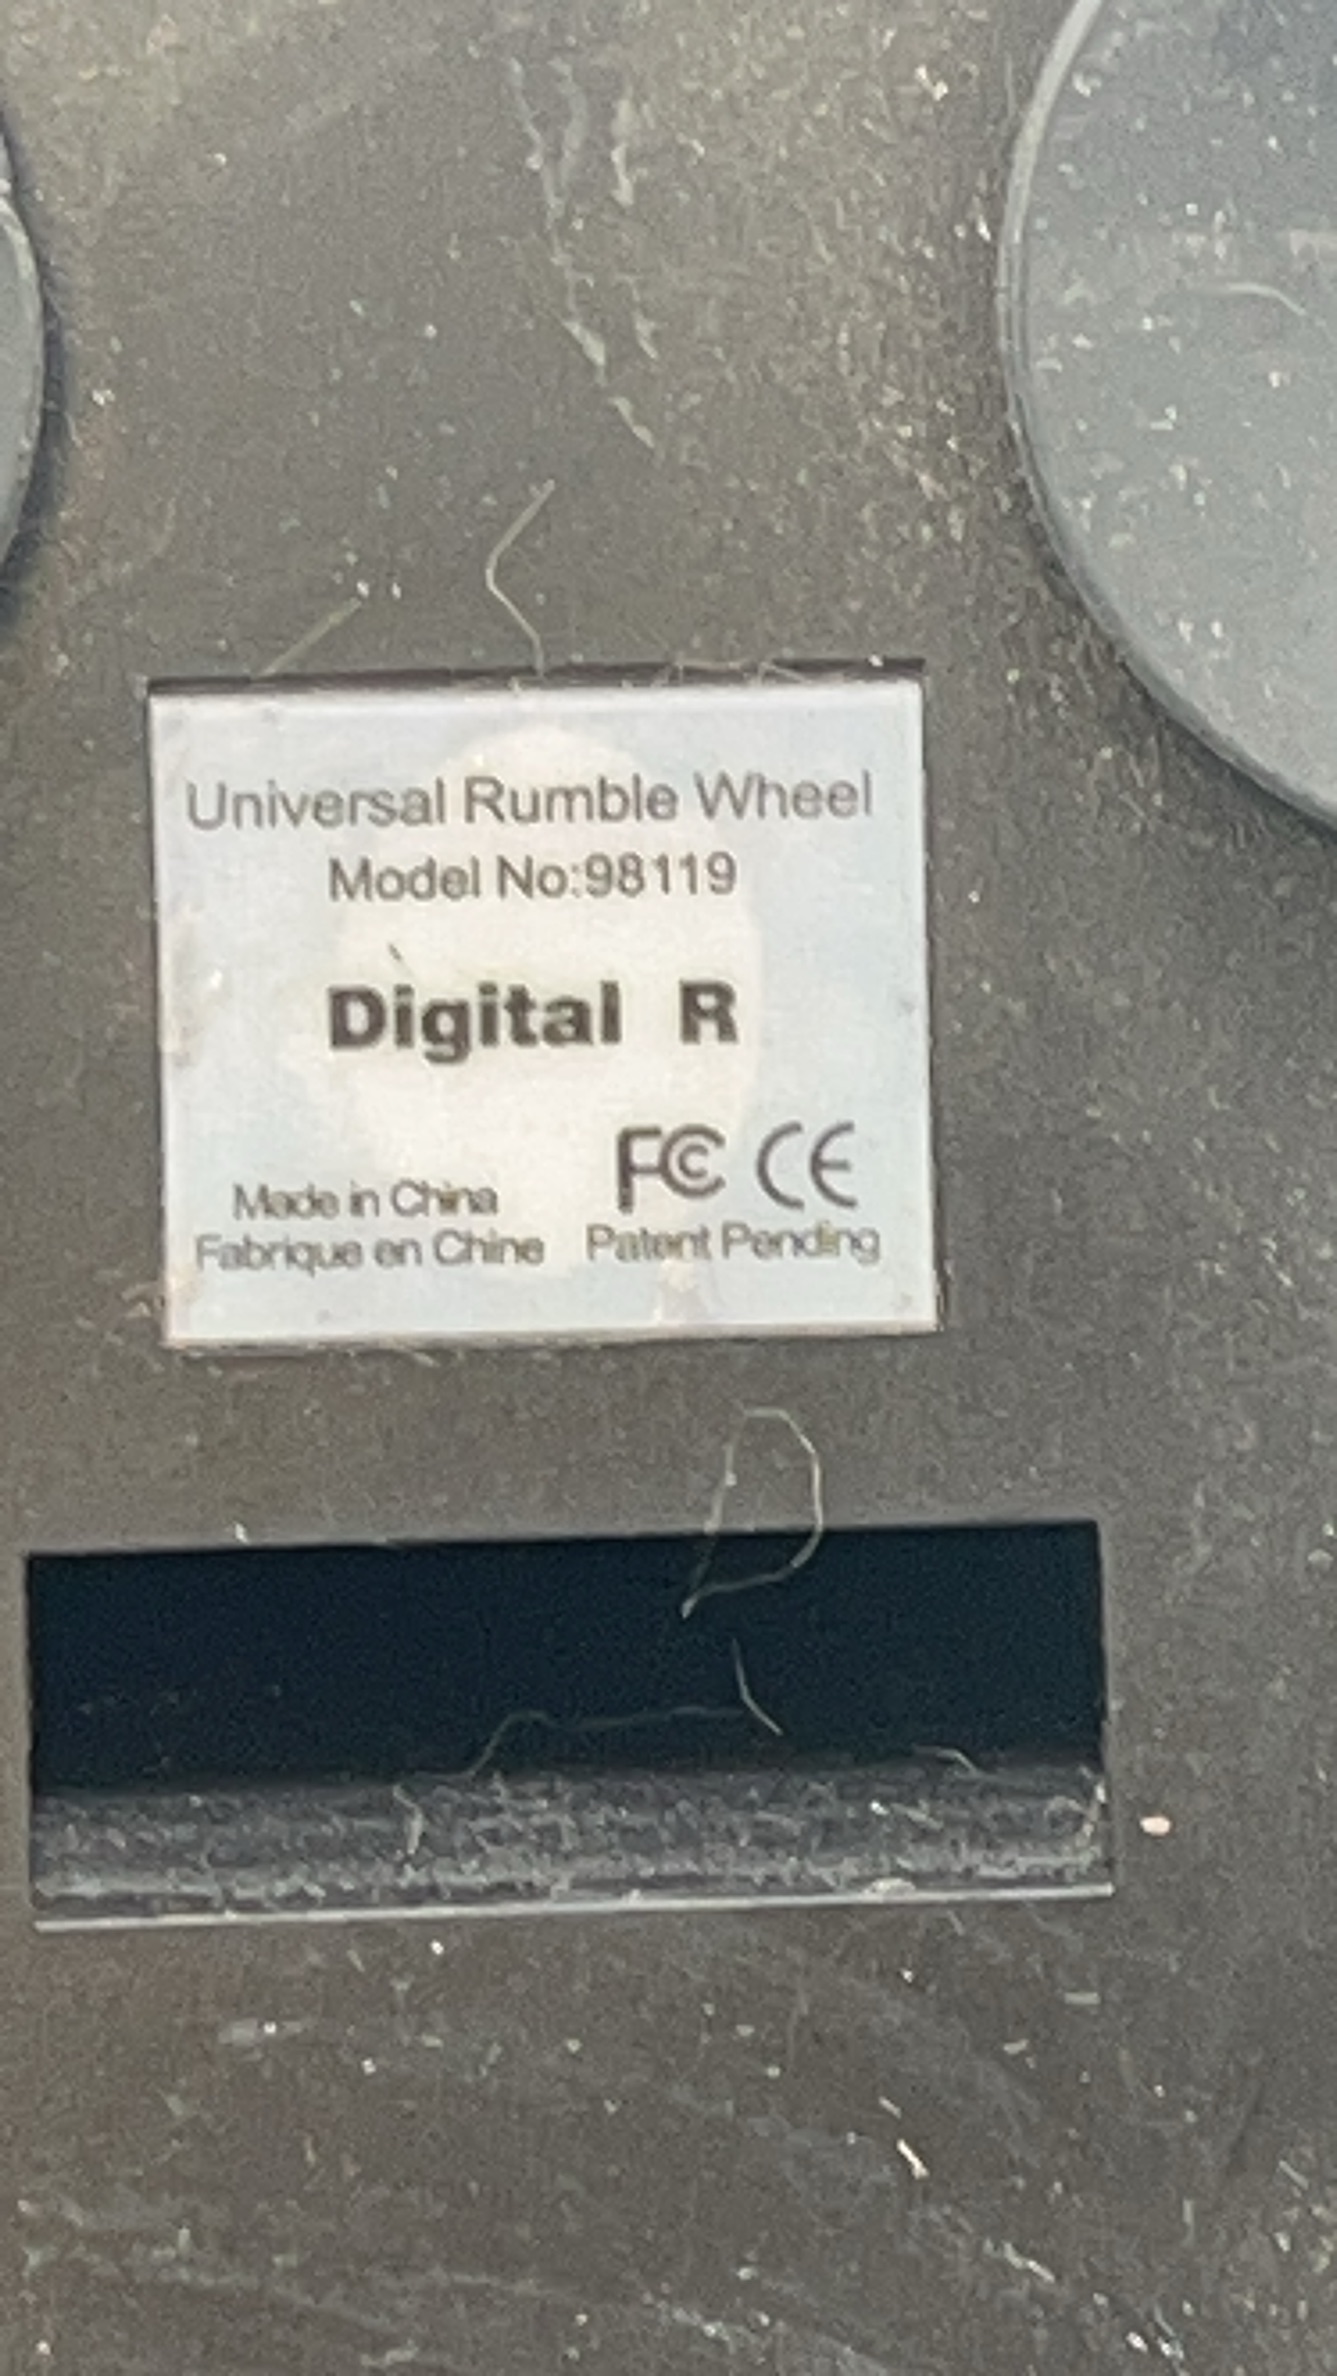 Universal Rumble Wheel
Model No:98119
Digital R
FC CE
Made in China
Fabrique en Chine
Patent Pending